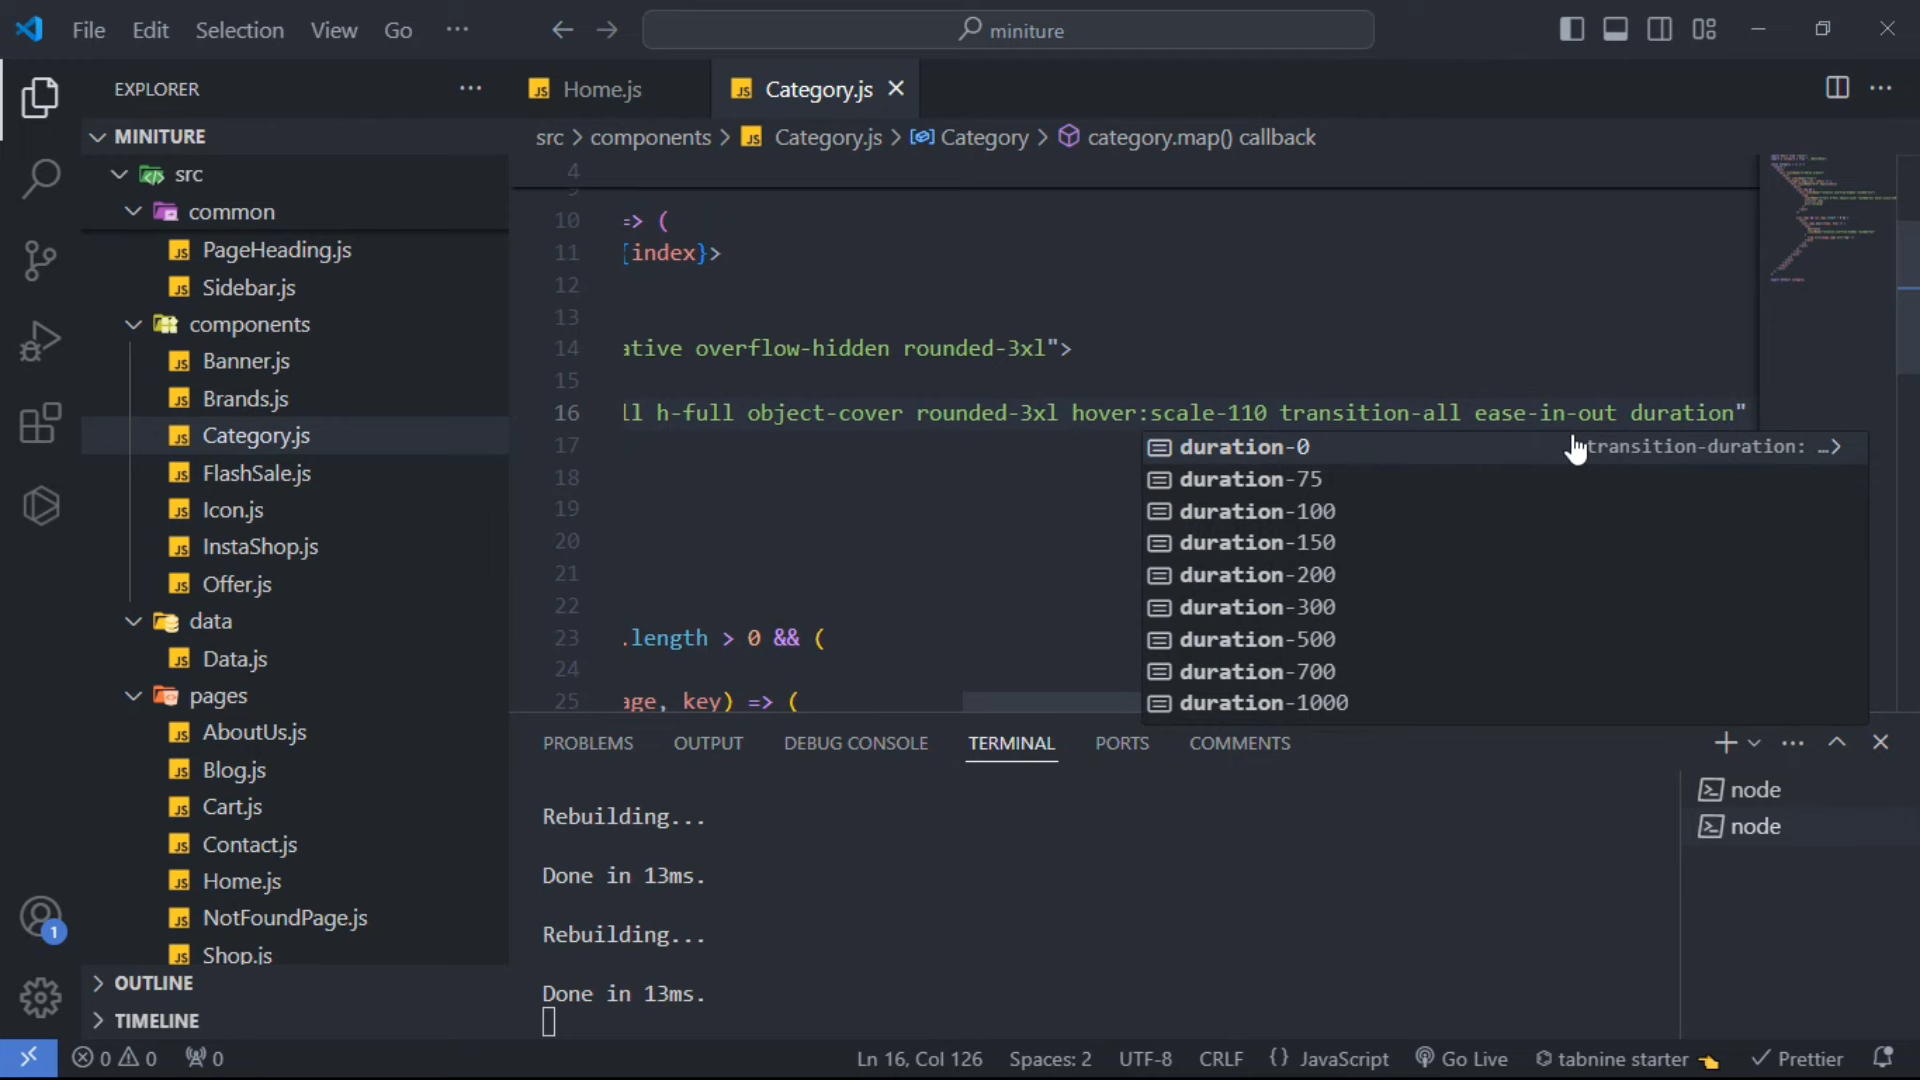 File Edit Selection View Go ···
miniture
EXPLORER ···
MINITURE
src
common
PageHeading.js
Sidebar.js
components
Banner.js
Brands.js
Category.js
FlashSale.js
Icon.js
InstaShop.js
Offer.js
data
Data.js
pages
AboutUs.js
Blog.js
Cart.js
Contact.js
Home.js
NotFoundPage.js
Shop.js
OUTLINE
TIMELINE
Home.js Category.js
src > components > Category.js > Category > category.map() callback
4
9
10 => (
11 {index}>
12
13
14 ative overflow-hidden rounded-3xl">
15
16 ll h-full object-cover rounded-3xl hover:scale-110 transition-all ease-in-out duration"
17
18
19
20
21
22
23 .length > 0 && (
24
25 age, key) => (
duration-0 transition-duration: …>
duration-75
duration-100
duration-150
duration-200
duration-300
duration-500
duration-700
duration-1000
PROBLEMS OUTPUT DEBUG CONSOLE TERMINAL PORTS COMMENTS
Rebuilding...
Done in 13ms.
Rebuilding...
Done in 13ms.
node
node
1
0 0 0 Ln 16, Col 126 Spaces: 2 UTF-8 CRLF {} JavaScript Go Live tabnine starter Prettier